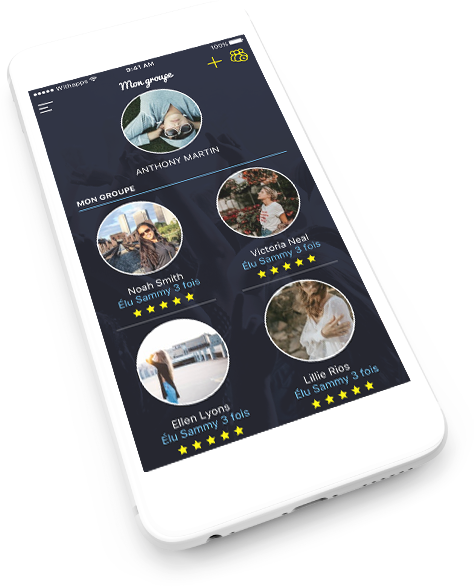 Withapps 9:41 AM 100%
Mon groupe
ANTHONY MARTIN
MON GROUPE
Victoria Neal
Élu Sammy 3 fois
Noah Smith
Élu Sammy 3 fois
Lillie Rios
Élu Sammy 3 fois
Ellen Lyons
Élu Sammy 3 fois